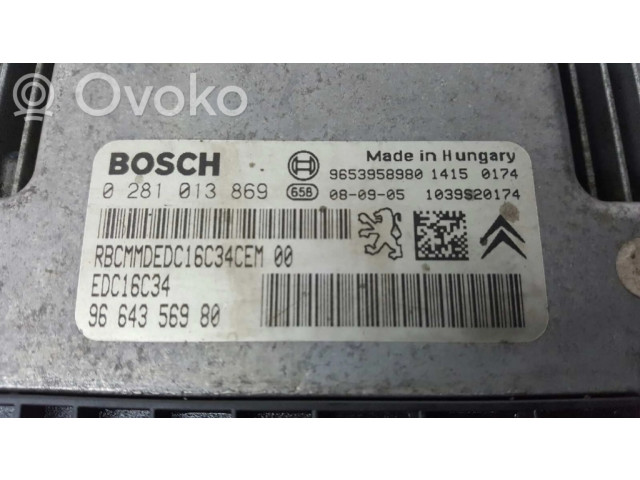 Ovoko
BOSCH
Made in Hungary
9653958980 1415 0174
0 281 013 869 656 08-09-05 1039S20174
RBCMMDEDC16C34CEM 00
EDC16C34
96 643 569 80